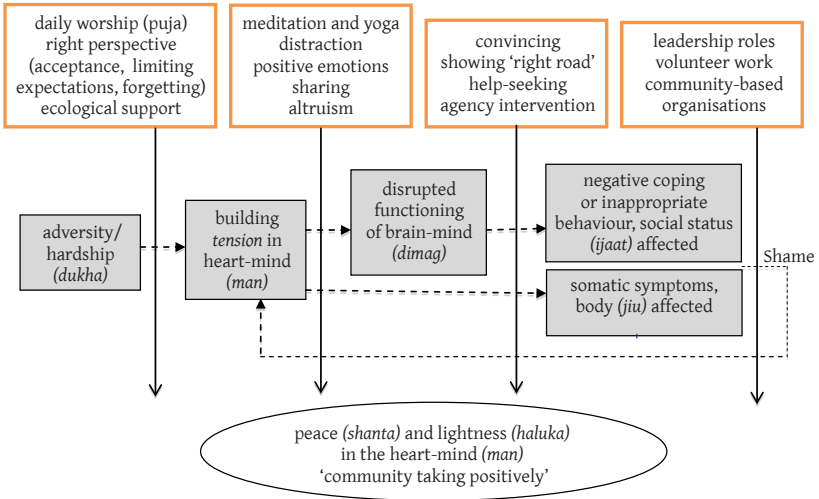 daily worship (puja)
right perspective
(acceptance, limiting
expectations, forgetting)
ecological support
meditation and yoga
distraction
positive emotions
sharing
altruism
convincing
showing ‘right road’
help-seeking
agency intervention
leadership roles
volunteer work
community-based
organisations
adversity/
hardship
(dukha)
building
tension in
heart-mind
(man)
disrupted
functioning
of brain-mind
(dimag)
negative coping
or inappropriate
behaviour, social status
(ijaat) affected
Shame
somatic symptoms,
body (jiu) affected
peace (shanta) and lightness (haluka)
in the heart-mind (man)
‘community taking positively’